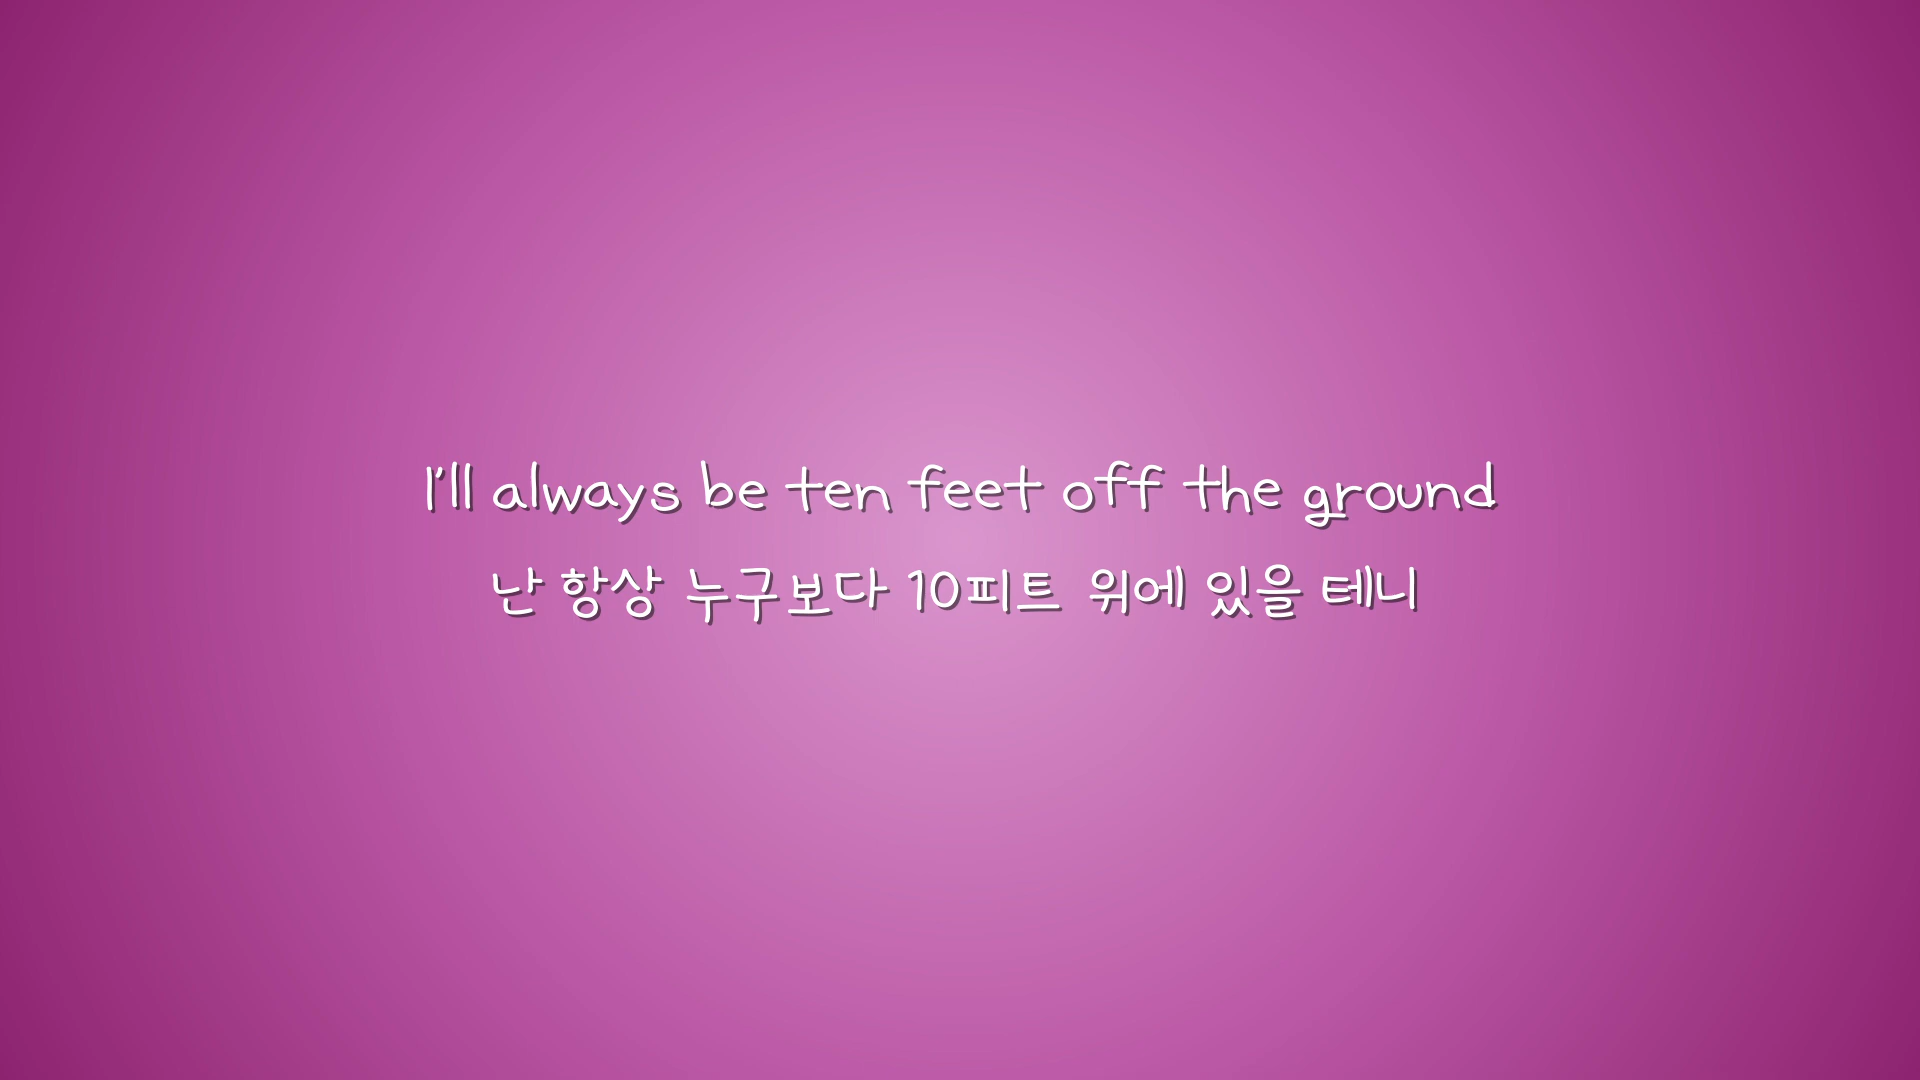 I'll always be ten feet off the ground
난 항상 누구보다 10피트 위에 있을 테니